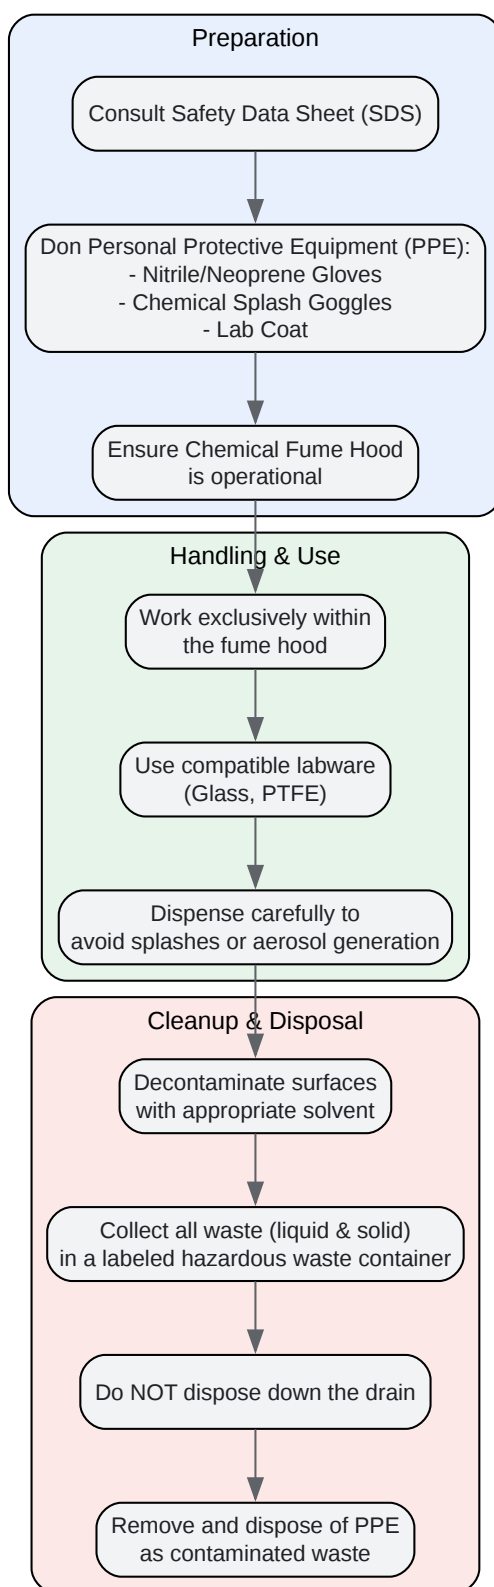 Preparation
Consult Safety Data Sheet (SDS)
Don Personal Protective Equipment (PPE):
- Nitrile/Neoprene Gloves
- Chemical Splash Goggles
- Lab Coat
Ensure Chemical Fume Hood
is operational
Handling & Use
Work exclusively within
the fume hood
Use compatible labware
(Glass, PTFE)
Dispense carefully to
avoid splashes or aerosol generation
Cleanup & Disposal
Decontaminate surfaces
with appropriate solvent
Collect all waste (liquid & solid)
in a labeled hazardous waste container
Do NOT dispose down the drain
Remove and dispose of PPE
as contaminated waste